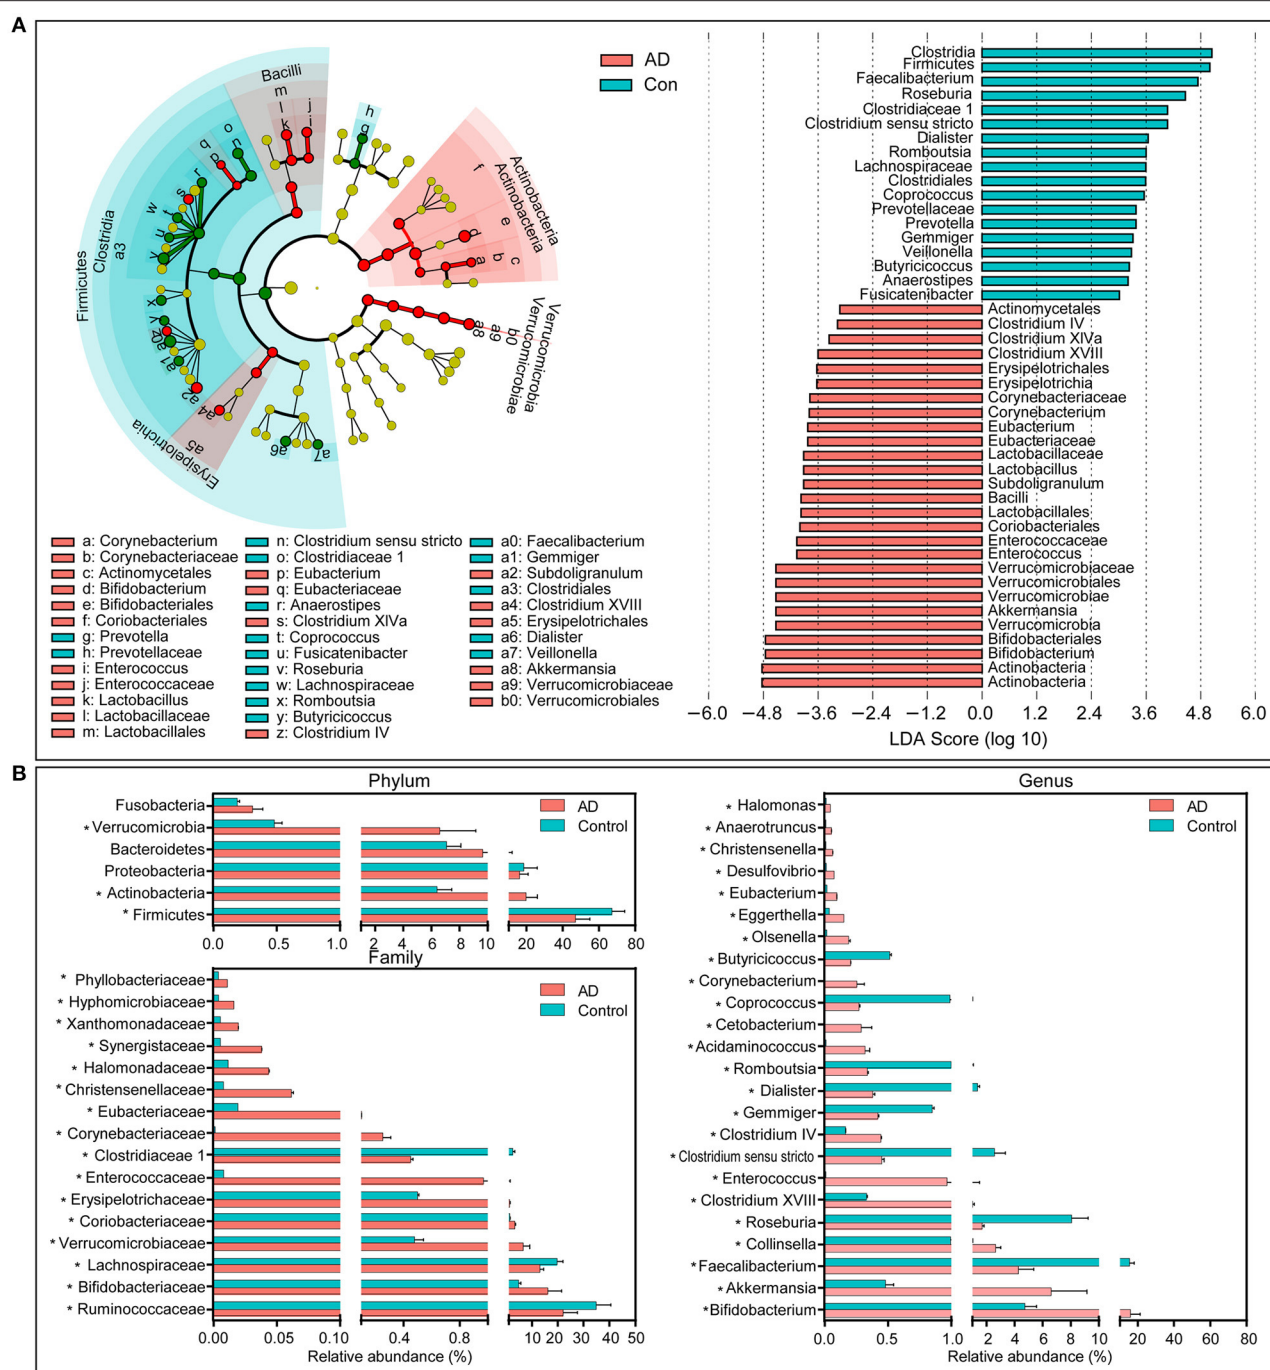 A
AD
Con
Bacilli
m
l
j
k
i
h
g
o
n
q
p
r
s
w
t
u
y
x
v
z
a0
a1
a2
a3
a4
a5
a6
a7
a8
a9
b0
f
e
d
c
b
a
Firmicutes
Clostridia
Erysipelotrichia
Actinobacteria
Actinobacteria
Verrucomicrobia
Verrucomicrobiae
a: Corynebacterium
b: Corynebacteriaceae
c: Actinomycetales
d: Bifidobacterium
e: Bifidobacteriales
f: Coriobacteriales
g: Prevotella
h: Prevotellaceae
i: Enterococcus
j: Enterococcaceae
k: Lactobacillus
l: Lactobacillaceae
m: Lactobacillales
n: Clostridium sensu stricto
o: Clostridiaceae 1
p: Eubacterium
q: Eubacteriaceae
r: Anaerostipes
s: Clostridium XlVa
t: Coprococcus
u: Fusicatenibacter
v: Roseburia
w: Lachnospiraceae
x: Romboutsia
y: Butyricicoccus
z: Clostridium IV
a0: Faecalibacterium
a1: Gemmiger
a2: Subdoligranulum
a3: Clostridiales
a4: Clostridium XVIII
a5: Erysipelotrichales
a6: Dialister
a7: Veillonella
a8: Akkermansia
a9: Verrucomicrobiaceae
b0: Verrucomicrobiales
Clostridia
Firmicutes
Faecalibacterium
Roseburia
Clostridiaceae 1
Clostridium sensu stricto
Dialister
Romboutsia
Lachnospiraceae
Clostridiales
Coprococcus
Prevotellaceae
Prevotella
Gemmiger
Veillonella
Butyricicoccus
Anaerostipes
Fusicatenibacter
Actinomycetales
Clostridium IV
Clostridium XlVa
Clostridium XVIII
Erysipelotrichales
Erysipelotrichia
Corynebacteriaceae
Corynebacterium
Eubacterium
Eubacteriaceae
Lactobacillaceae
Lactobacillus
Subdoligranulum
Bacilli
Lactobacillales
Coriobacteriales
Enterococcaceae
Enterococcus
Verrucomicrobiaceae
Verrucomicrobiales
Verrucomicrobiae
Akkermansia
Verrucomicrobia
Bifidobacteriales
Bifidobacterium
Actinobacteria
Actinobacteria
−6.0 −4.8 −3.6 −2.4 −1.2 0.0 1.2 2.4 3.6 4.8 6.0
LDA Score (log 10)
B
Phylum
Fusobacteria
* Verrucomicrobia
Bacteroidetes
Proteobacteria
* Actinobacteria
* Firmicutes
AD
Control
0.0 0.5 1.0 2 4 6 8 10 20 40 60 80
Family
* Phyllobacteriaceae
* Hyphomicrobiaceae
* Xanthomonadaceae
* Synergistaceae
* Halomonadaceae
* Christensenellaceae
* Eubacteriaceae
* Corynebacteriaceae
* Clostridiaceae 1
* Enterococcaceae
* Erysipelotrichaceae
* Coriobacteriaceae
* Verrucomicrobiaceae
* Lachnospiraceae
* Bifidobacteriaceae
* Ruminococcaceae
AD
Control
0.00 0.05 0.10 0.4 0.8 10 20 30 40 50
Relative abundance (%)
Genus
* Halomonas
* Anaerotruncus
* Christensenella
* Desulfovibrio
* Eubacterium
* Eggerthella
* Olsenella
* Butyricicoccus
* Corynebacterium
* Coprococcus
* Cetobacterium
* Acidaminococcus
* Romboutsia
* Dialister
* Gemmiger
* Clostridium IV
* Clostridium sensu stricto
* Enterococcus
* Clostridium XVIII
* Roseburia
* Collinsella
* Faecalibacterium
* Akkermansia
* Bifidobacterium
AD
Control
0.0 0.5 1.0 2 4 6 8 10 20 40 60 80
Relative abundance (%)